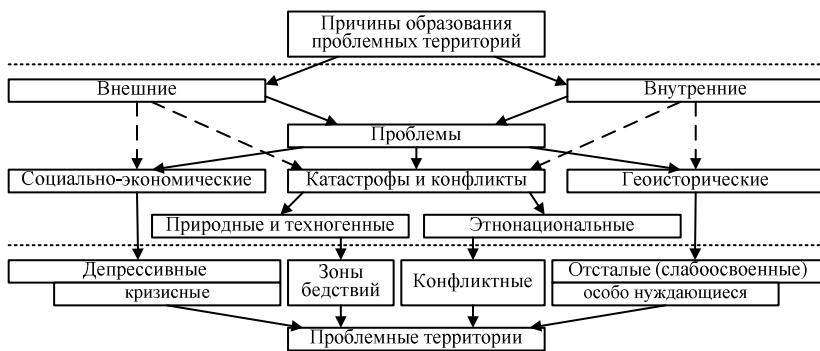 Причины образования
проблемных территорий
Внешние
Внутренние
Проблемы
Социально-экономические
Катастрофы и конфликты
Геоисторические
Природные и техногенные
Этнонациональные
Депрессивные
кризисные
Зоны
бедствий
Конфликтные
Отсталые (слабоосвоенные)
особо нуждающиеся
Проблемные территории